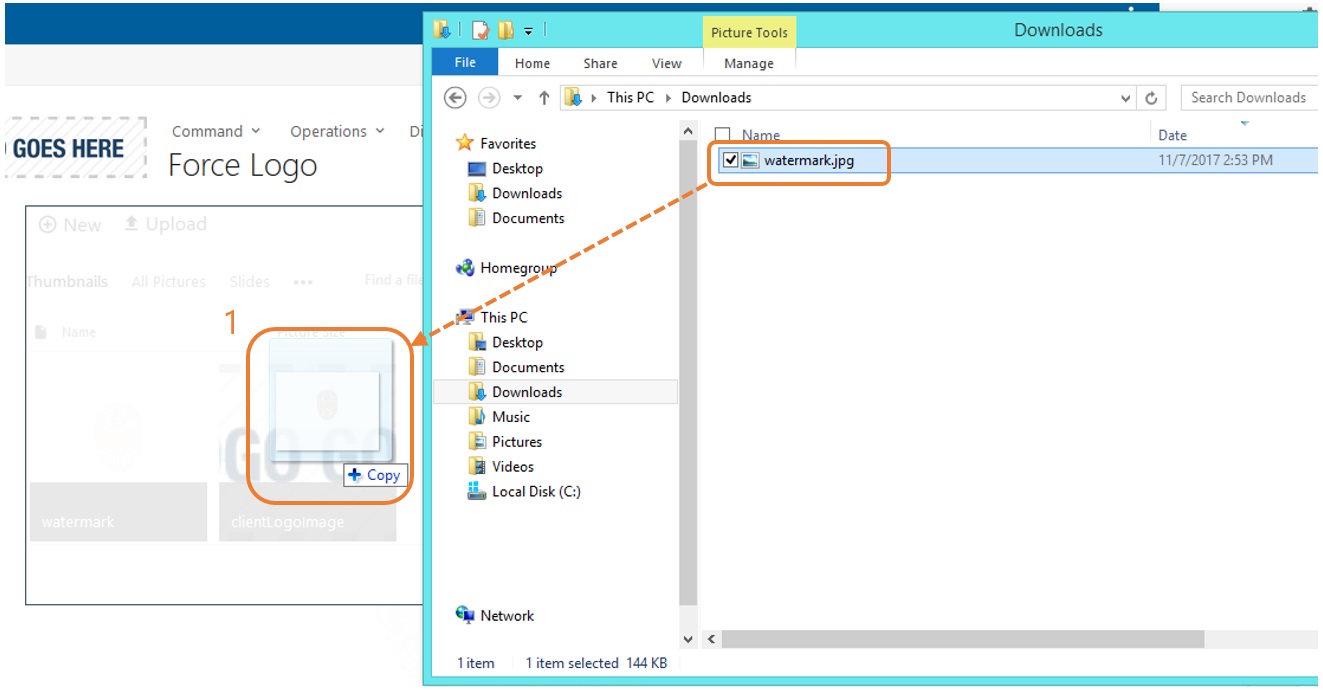 Downloads
Picture Tools
File Home Share View Manage
This PC Downloads
Search Downloads
GOES HERE
Command Operations Di
Force Logo
New Upload
Thumbnails All Pictures Slides ... Find a file
Name Picture Size
1
Copy
GO GO
watermark
clientLogoImage
Favorites
Desktop
Downloads
Documents
Homegroup
This PC
Desktop
Documents
Downloads
Music
Pictures
Videos
Local Disk (C:)
Network
Name Date
watermark.jpg 11/7/2017 2:53 PM
1 item 1 item selected 144 KB